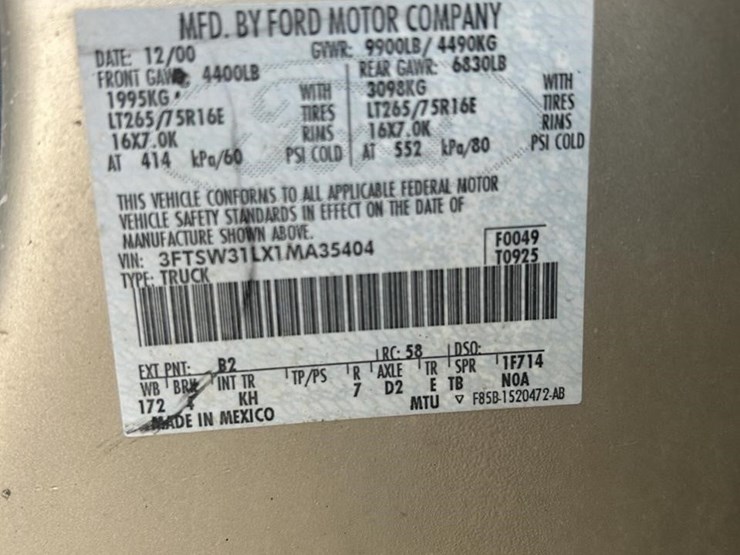 MFD. BY FORD MOTOR COMPANY
DATE: 12/00 GVWR: 9900LB/ 4490KG
FRONT GAWR: 4400LB REAR GAWR: 6830LB
1995KG WITH 3098KG WITH
LT265/75R16E TIRES LT265/75R16E TIRES
16X7.0K RIMS 16X7.0K RIMS
AT 414 kPa/60 PSI COLD AT 552 kPa/80 PSI COLD
THIS VEHICLE CONFORMS TO ALL APPLICABLE FEDERAL MOTOR
VEHICLE SAFETY STANDARDS IN EFFECT ON THE DATE OF
MANUFACTURE SHOWN ABOVE.
VIN: 3FTSW31LX1MA35404 F0049
TYPE: TRUCK T0925
EXT PNT: B2 RC: 58 DSO:
WB BRK INT TR TP/PS R AXLE TR SPR 1F714
172 4 KH 7 D2 E TB NOA
MADE IN MEXICO MTU ▽ F85B-1520472-AB